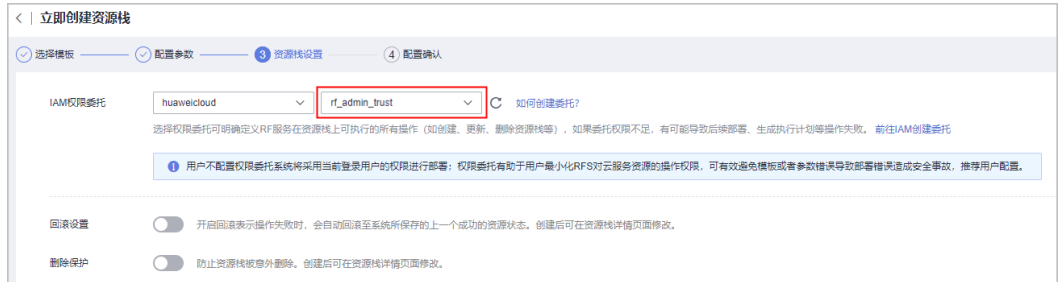 立即创建资源栈
选择模板 配置参数 3 资源栈设置 4 配置确认
IAM权限委托 huaweicloud rf_admin_trust 如何创建委托?
选择权限委托可明确定义RF服务在资源栈上可执行的所有操作（如创建、更新、删除资源栈等），如果委托权限不足，有可能导致后续部署、生成执行计划等操作失败。 前往IAM创建委托
用户不配置权限委托系统将采用当前登录用户的权限进行部署；权限委托有助于用户最小化RFS对云服务资源的操作权限，可有效避免模板或者参数错误导致部署错误造成安全事故，推荐用户配置。
回滚设置 开启回滚表示操作失败时，会自动回滚至系统所保存的上一个成功的资源状态。创建后可在资源栈详情页面修改。
删除保护 防止资源栈被意外删除。创建后可在资源栈详情页面修改。